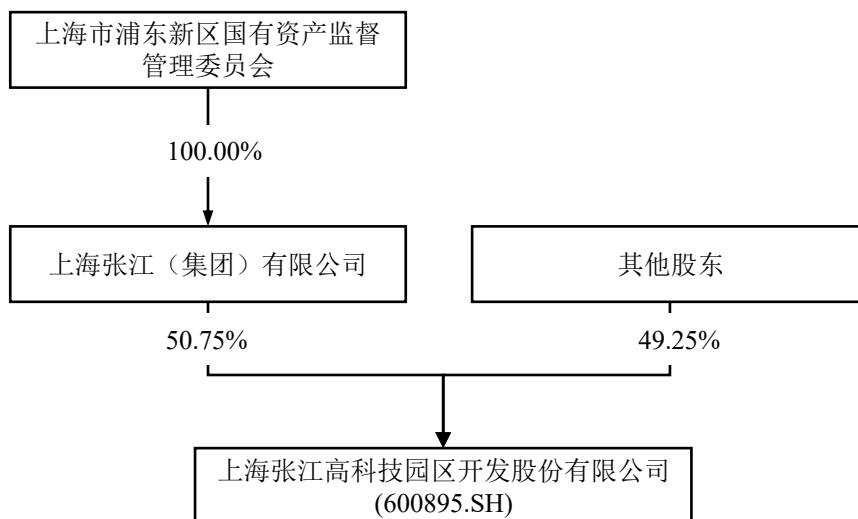 上海市浦东新区国有资产监督
管理委员会
100.00%
上海张江（集团）有限公司
其他股东
50.75%
49.25%
上海张江高科技园区开发股份有限公司
(600895.SH)